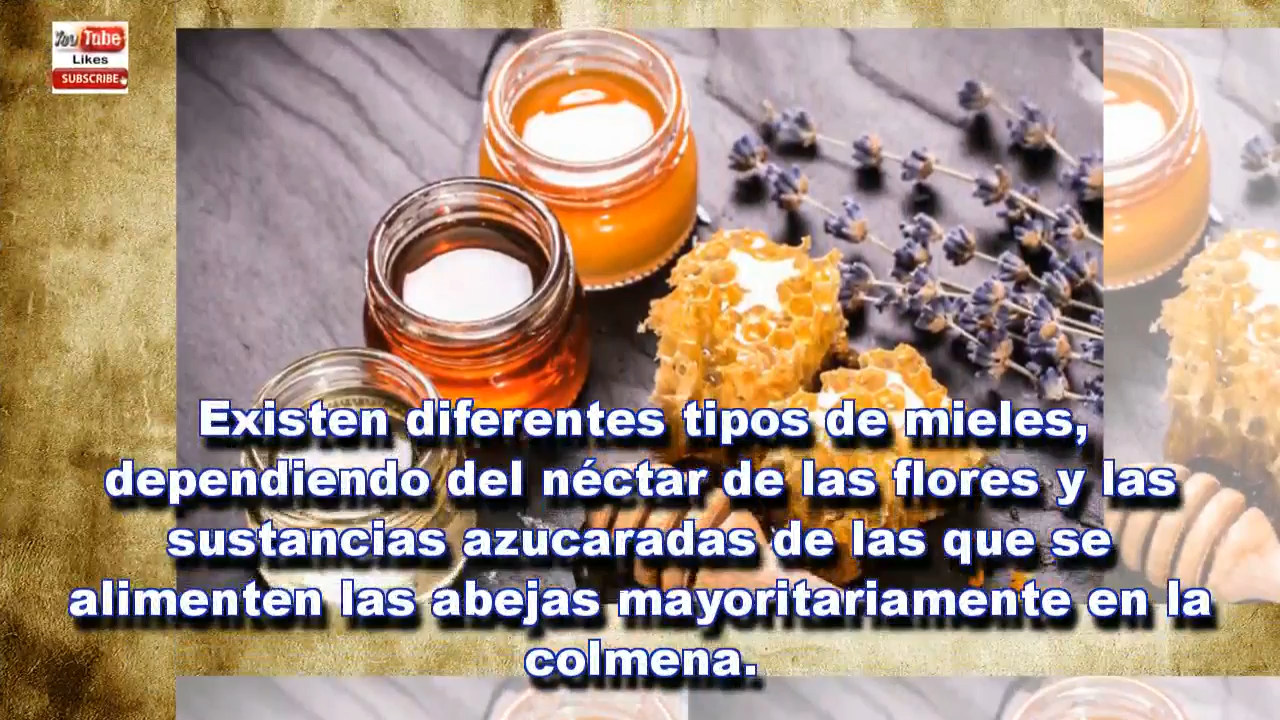 You Tube
Likes
SUBSCRIBE
Existen diferentes tipos de mieles,
dependiendo del néctar de las flores y las
sustancias azucaradas de las que se
alimenten las abejas mayoritariamente en la
colmena.